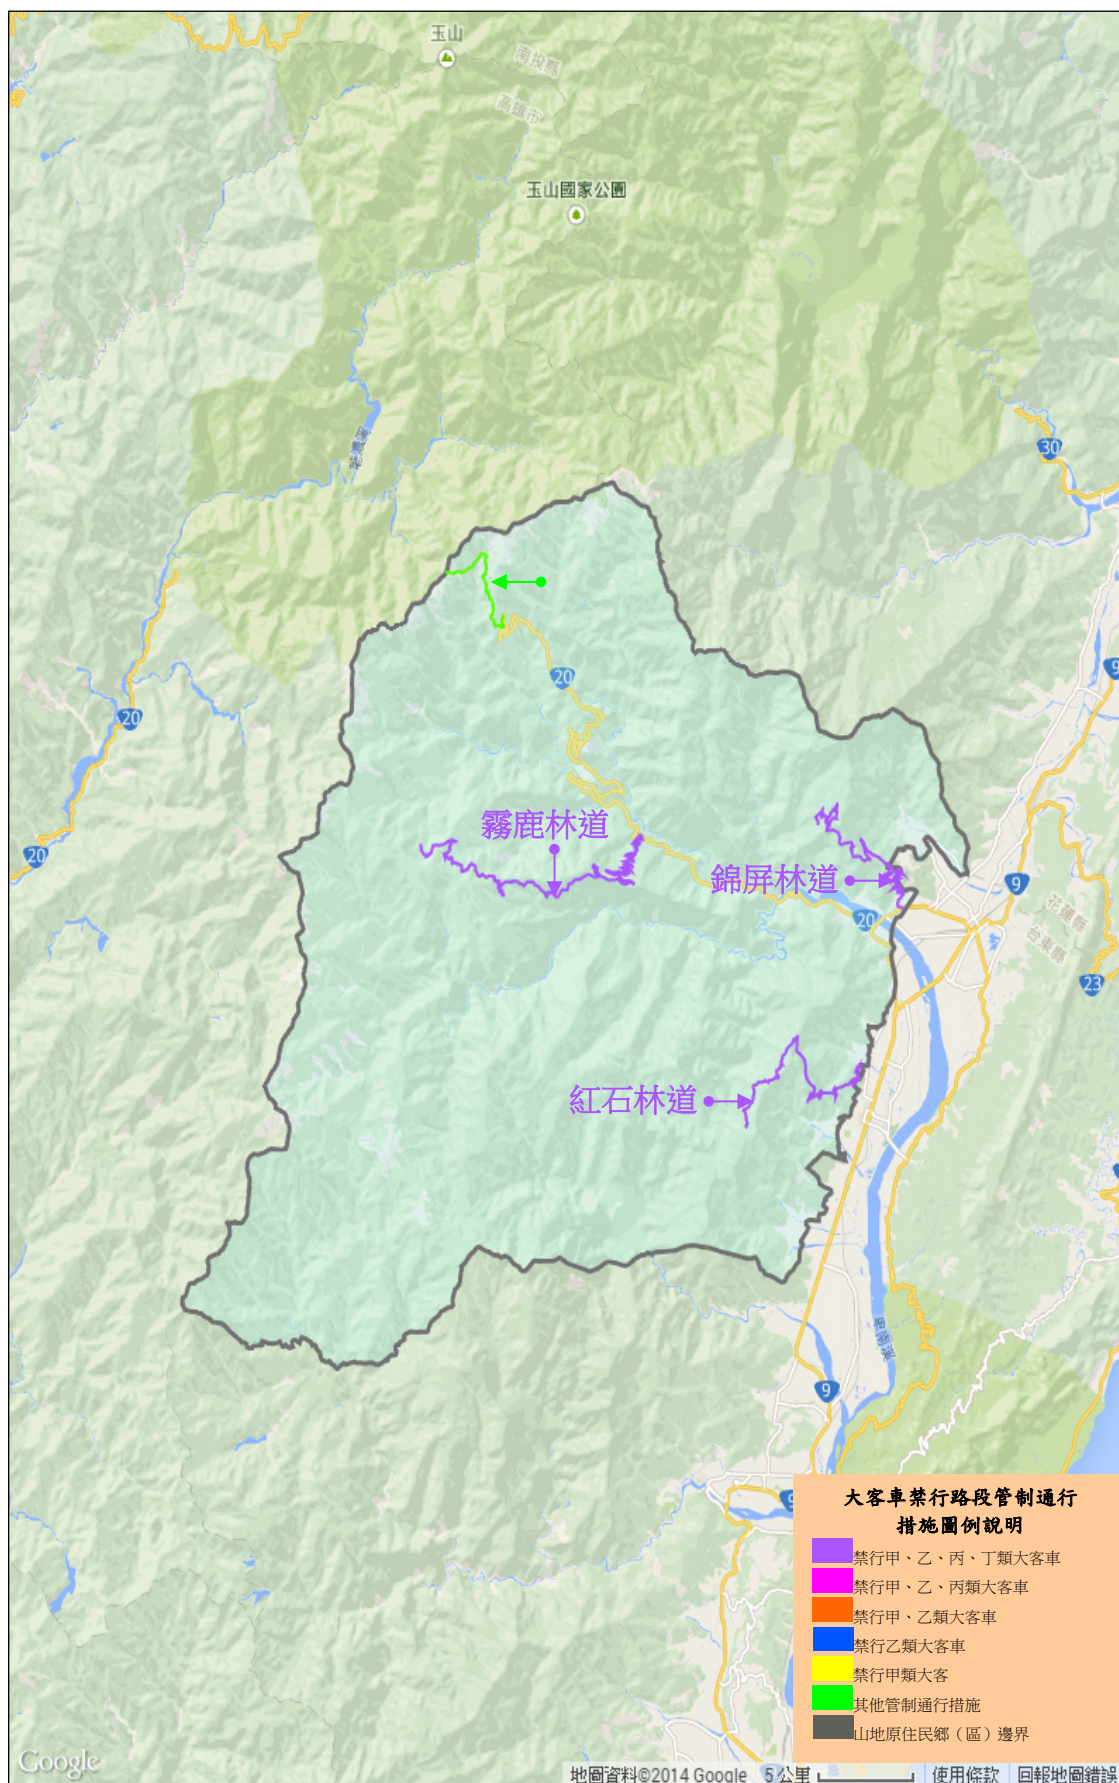 玉山
南投縣
高雄市
玉山國家公園
30
20
9
20
20
霧鹿林道
錦屏林道
9
20
花蓮縣
台東縣
23
紅石林道
卑南溪
9
9
大客車禁行路段管制通行
措施圖例說明
禁行甲、乙、丙、丁類大客車
禁行甲、乙、丙類大客車
禁行甲、乙類大客車
禁行乙類大客車
禁行甲類大客
其他管制通行措施
山地原住民鄉（區）邊界
Google
地圖資料©2014 Google 5 公里 使用條款 回報地圖錯誤